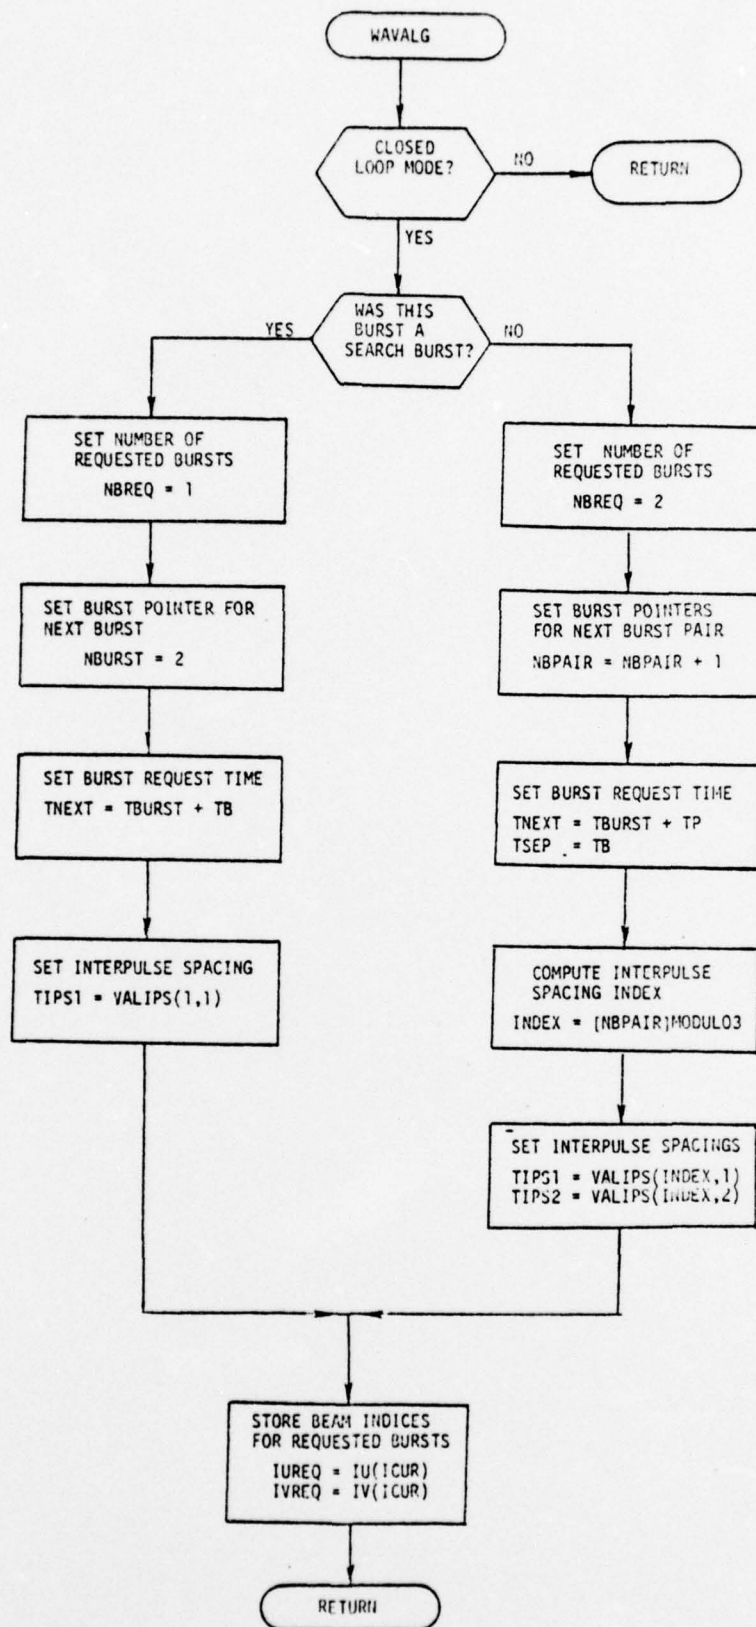 WAVALG
CLOSED
LOOP MODE?
NO
RETURN
YES
WAS THIS
BURST A
SEARCH BURST?
YES
NO
SET NUMBER OF
REQUESTED BURSTS
NBREQ = 1
SET BURST POINTER FOR
NEXT BURST
NBURST = 2
SET BURST REQUEST TIME
TNEXT = TBURST + TB
SET INTERPULSE SPACING
TIPS1 = VALIPS(1,1)
SET NUMBER OF
REQUESTED BURSTS
NBREQ = 2
SET BURST POINTERS
FOR NEXT BURST PAIR
NBPAIR = NBPAIR + 1
SET BURST REQUEST TIME
TNEXT = TBURST + TP
TSEP = TB
COMPUTE INTERPULSE
SPACING INDEX
INDEX = [NBPAIR]MODULO3
SET INTERPULSE SPACINGS
TIPS1 = VALIPS(INDEX,1)
TIPS2 = VALIPS(INDEX,2)
STORE BEAM INDICES
FOR REQUESTED BURSTS
IUREQ = IU(ICUR)
IVREQ = IV(ICUR)
RETURN